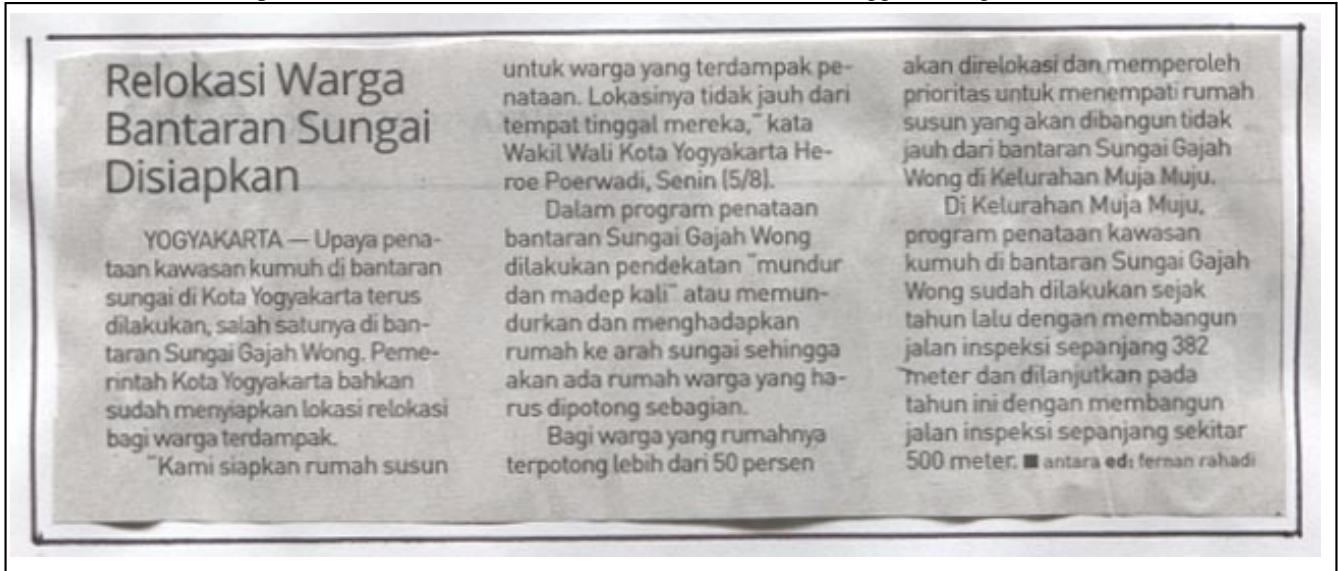 Relokasi Warga
Bantaran Sungai
Disiapkan
YOGYAKARTA — Upaya pena-
taan kawasan kumuh di bantaran
sungai di Kota Yogyakarta terus
dilakukan, salah satunya di ban-
taran Sungai Gajah Wong. Peme-
rintah Kota Yogyakarta bahkan
sudah menyiapkan lokasi relokasi
bagi warga terdampak.
"Kami siapkan rumah susun
untuk warga yang terdampak pe-
nataan. Lokasinya tidak jauh dari
tempat tinggal mereka," kata
Wakil Wali Kota Yogyakarta He-
roe Poerwadi, Senin (5/8).
Dalam program penataan
bantaran Sungai Gajah Wong
dilakukan pendekatan "mundur
dan madep kali" atau memun-
durkan dan menghadapkan
rumah ke arah sungai sehingga
akan ada rumah warga yang ha-
rus dipotong sebagian.
Bagi warga yang rumahnya
terpotong lebih dari 50 persen
akan direlokasi dan memperoleh
prioritas untuk menempati rumah
susun yang akan dibangun tidak
jauh dari bantaran Sungai Gajah
Wong di Kelurahan Muja Muju.
Di Kelurahan Muja Muju,
program penataan kawasan
kumuh di bantaran Sungai Gajah
Wong sudah dilakukan sejak
tahun lalu dengan membangun
jalan inspeksi sepanjang 382
meter dan dilanjutkan pada
tahun ini dengan membangun
jalan inspeksi sepanjang sekitar
500 meter. ■ antara ed: fernan rahadi